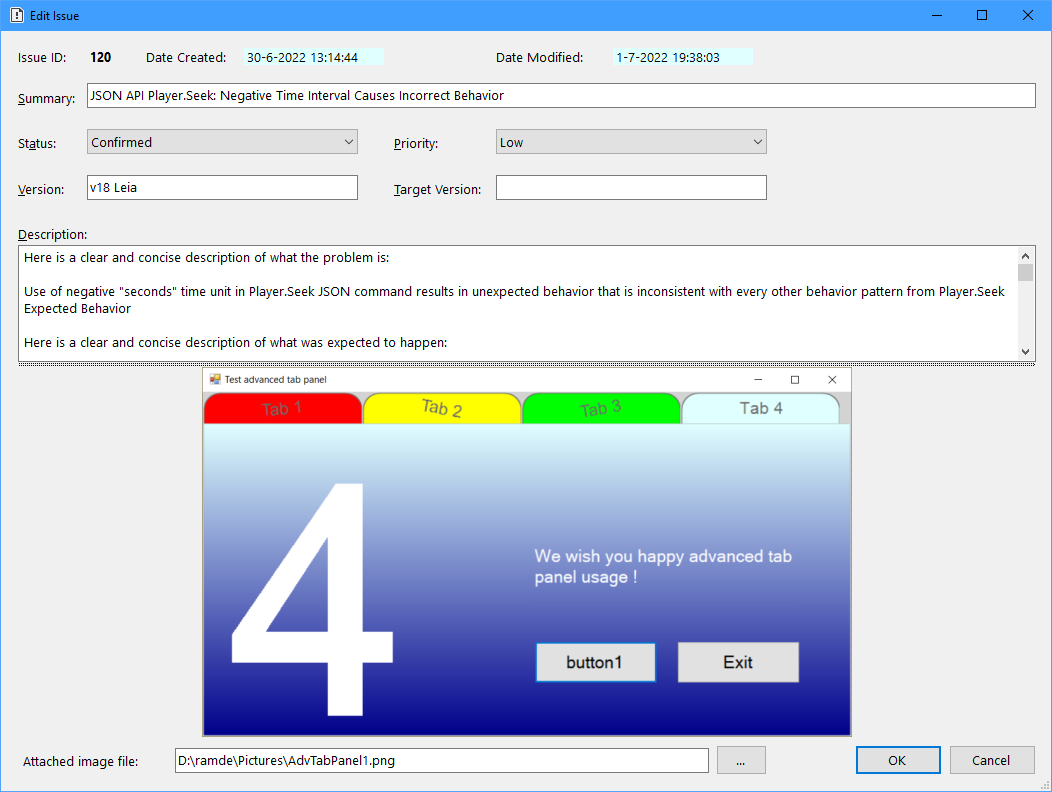 Edit Issue
Issue ID: 120 Date Created: 30-6-2022 13:14:44 Date Modified: 1-7-2022 19:38:03
Summary: JSON API Player.Seek: Negative Time Interval Causes Incorrect Behavior
Status: Confirmed Priority: Low
Version: v18 Leia Target Version:
Description:
Here is a clear and concise description of what the problem is:
Use of negative "seconds" time unit in Player.Seek JSON command results in unexpected behavior that is inconsistent with every other behavior pattern from Player.Seek
Expected Behavior
Here is a clear and concise description of what was expected to happen:
Test advanced tab panel
Tab 1 Tab 2 Tab 3 Tab 4
4
We wish you happy advanced tab
panel usage !
button1 Exit
Attached image file: D:\ramde\Pictures\AdvTabPanel1.png ... OK Cancel